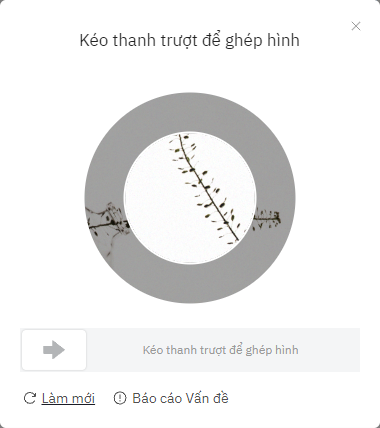 Kéo thanh trượt để ghép hình
Kéo thanh trượt để ghép hình
Làm mới
Báo cáo Vấn đề